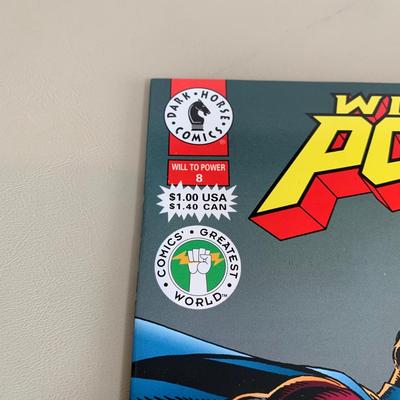 DARK · HORSE
COMICS
WILL TO POWER
8
$1.00 USA
$1.40 CAN
COMICS' · GREATEST
· WORLD